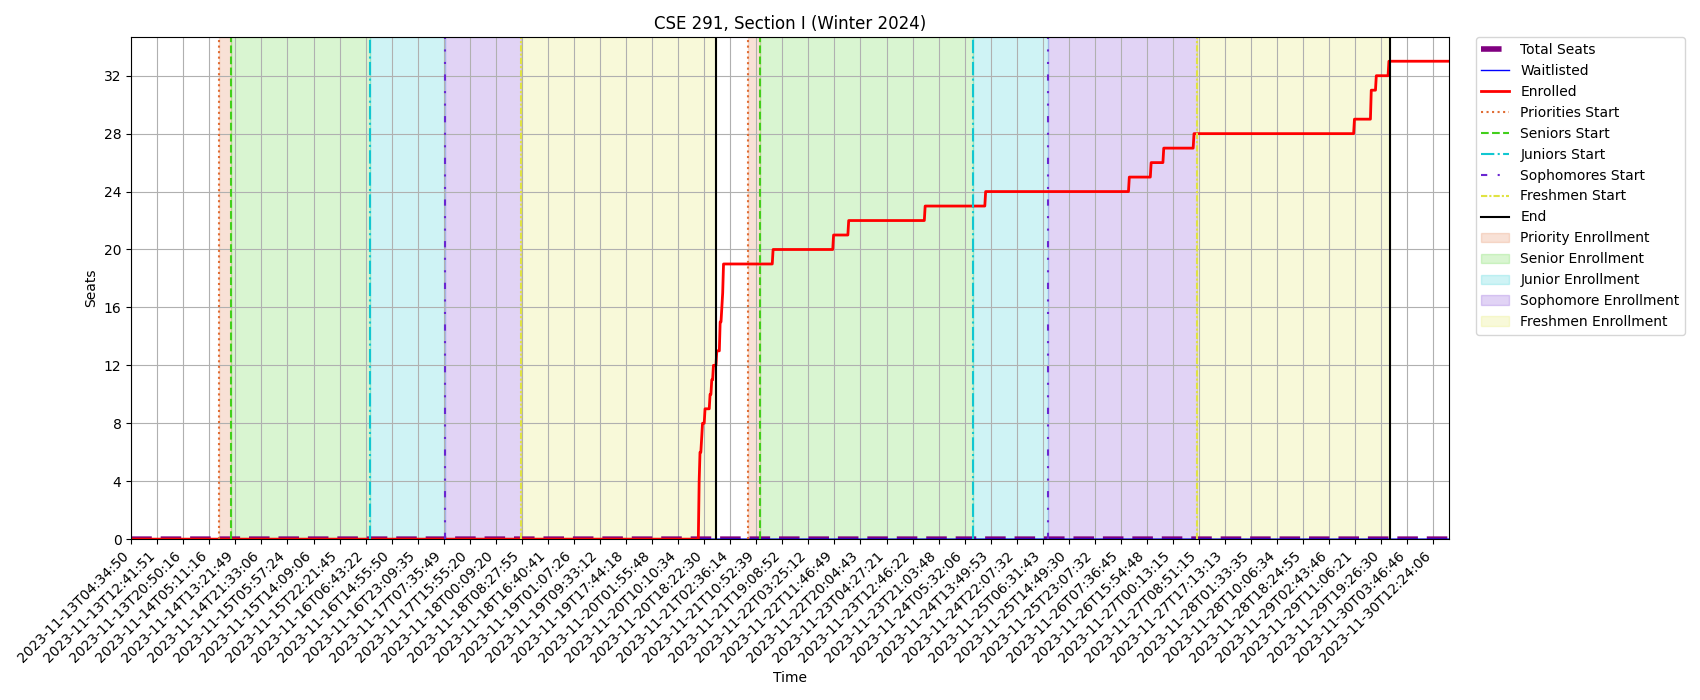 CSE 291, Section I (Winter 2024)
Seats
32
28
24
20
16
12
8
4
0
2023-11-13T04:34:50
2023-11-13T12:41:51
2023-11-13T20:50:16
2023-11-14T05:11:16
2023-11-14T13:21:49
2023-11-14T21:33:06
2023-11-15T05:57:24
2023-11-15T14:09:06
2023-11-15T22:21:45
2023-11-16T06:43:22
2023-11-16T14:55:50
2023-11-16T23:09:35
2023-11-17T07:35:49
2023-11-17T15:55:20
2023-11-18T00:09:20
2023-11-18T08:27:55
2023-11-18T16:40:41
2023-11-19T01:07:26
2023-11-19T09:33:12
2023-11-19T17:44:18
2023-11-20T01:55:48
2023-11-20T10:10:34
2023-11-20T18:22:30
2023-11-21T02:36:14
2023-11-21T10:52:39
2023-11-21T19:08:52
2023-11-22T03:25:12
2023-11-22T11:46:49
2023-11-22T20:04:43
2023-11-23T04:27:21
2023-11-23T12:46:22
2023-11-23T21:03:48
2023-11-24T05:32:06
2023-11-24T13:49:53
2023-11-24T22:07:32
2023-11-25T06:31:43
2023-11-25T14:49:30
2023-11-25T23:07:32
2023-11-26T07:36:45
2023-11-26T15:54:48
2023-11-27T00:13:15
2023-11-27T08:51:15
2023-11-27T17:13:13
2023-11-28T01:33:35
2023-11-28T10:06:34
2023-11-28T18:24:55
2023-11-29T02:43:46
2023-11-29T11:06:21
2023-11-29T19:26:30
2023-11-30T03:46:46
2023-11-30T12:24:06
Time
Total Seats
Waitlisted
Enrolled
Priorities Start
Seniors Start
Juniors Start
Sophomores Start
Freshmen Start
End
Priority Enrollment
Senior Enrollment
Junior Enrollment
Sophomore Enrollment
Freshmen Enrollment